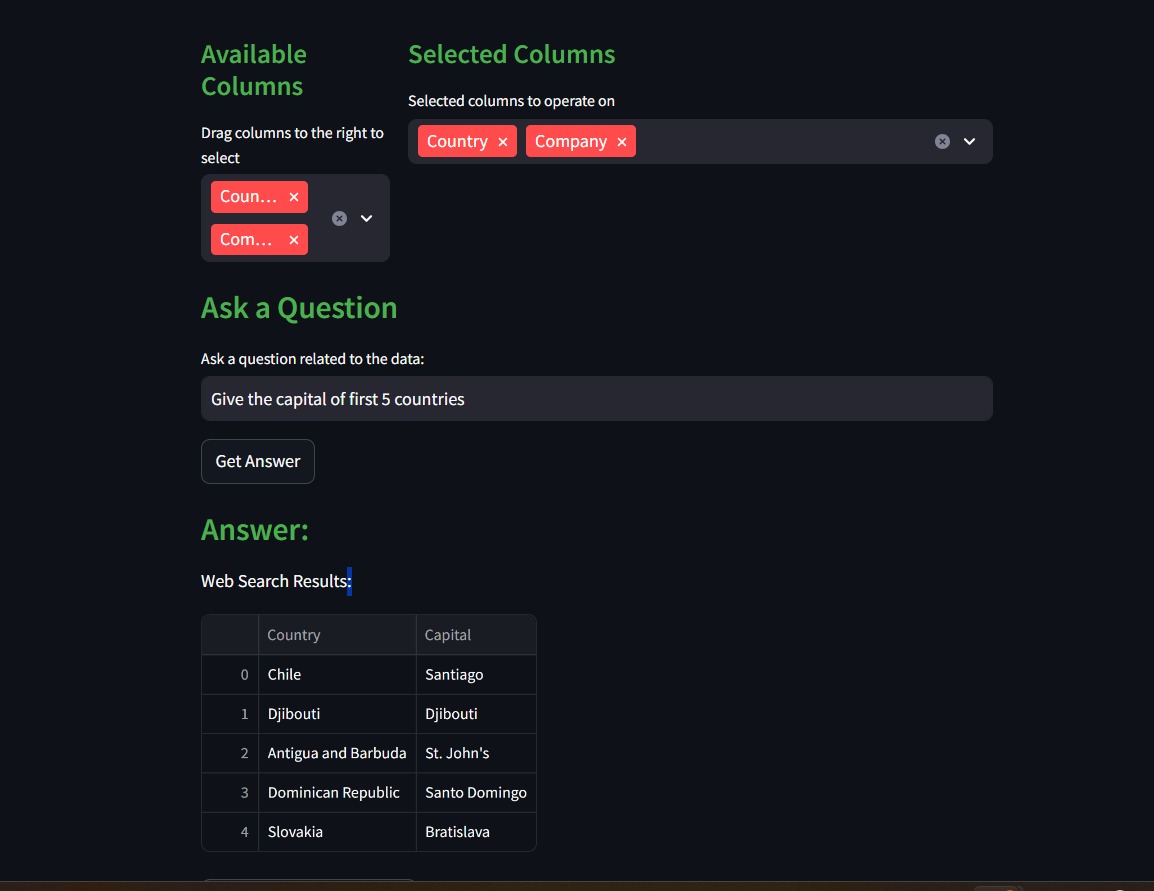 Available
Columns
Drag columns to the right to
select
Coun...
Com...
Selected Columns
Selected columns to operate on
Country Company
Ask a Question
Ask a question related to the data:
Give the capital of first 5 countries
Get Answer
Answer:
Web Search Results:
Country Capital
0 Chile Santiago
1 Djibouti Djibouti
2 Antigua and Barbuda St. John's
3 Dominican Republic Santo Domingo
4 Slovakia Bratislava